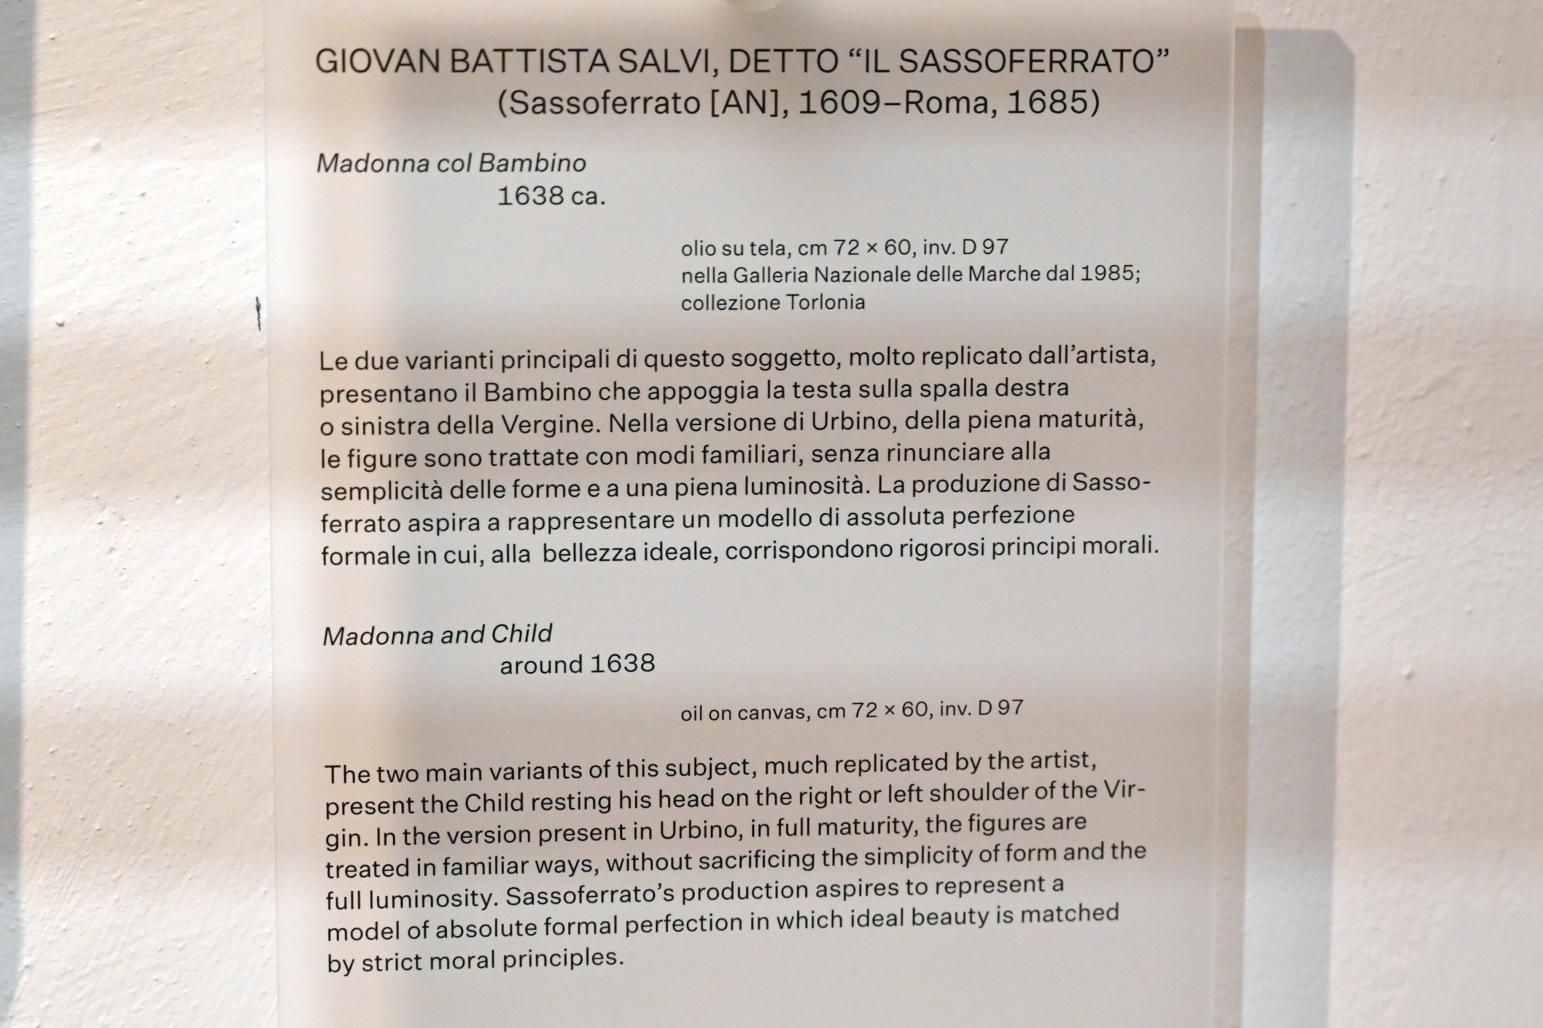 GIOVAN BATTISTA SALVI, DETTO “IL SASSOFERRATO”
(Sassoferrato [AN], 1609–Roma, 1685)
Madonna col Bambino
1638 ca.
olio su tela, cm 72 × 60, inv. D 97
nella Galleria Nazionale delle Marche dal 1985;
collezione Torlonia
Le due varianti principali di questo soggetto, molto replicato dall’artista,
presentano il Bambino che appoggia la testa sulla spalla destra
o sinistra della Vergine. Nella versione di Urbino, della piena maturità,
le figure sono trattate con modi familiari, senza rinunciare alla
semplicità delle forme e a una piena luminosità. La produzione di Sasso-
ferrato aspira a rappresentare un modello di assoluta perfezione
formale in cui, alla  bellezza ideale, corrispondono rigorosi principi morali.
Madonna and Child
around 1638
oil on canvas, cm 72 × 60, inv. D 97
The two main variants of this subject, much replicated by the artist,
present the Child resting his head on the right or left shoulder of the Vir-
gin. In the version present in Urbino, in full maturity, the figures are
treated in familiar ways, without sacrificing the simplicity of form and the
full luminosity. Sassoferrato’s production aspires to represent a
model of absolute formal perfection in which ideal beauty is matched
by strict moral principles.